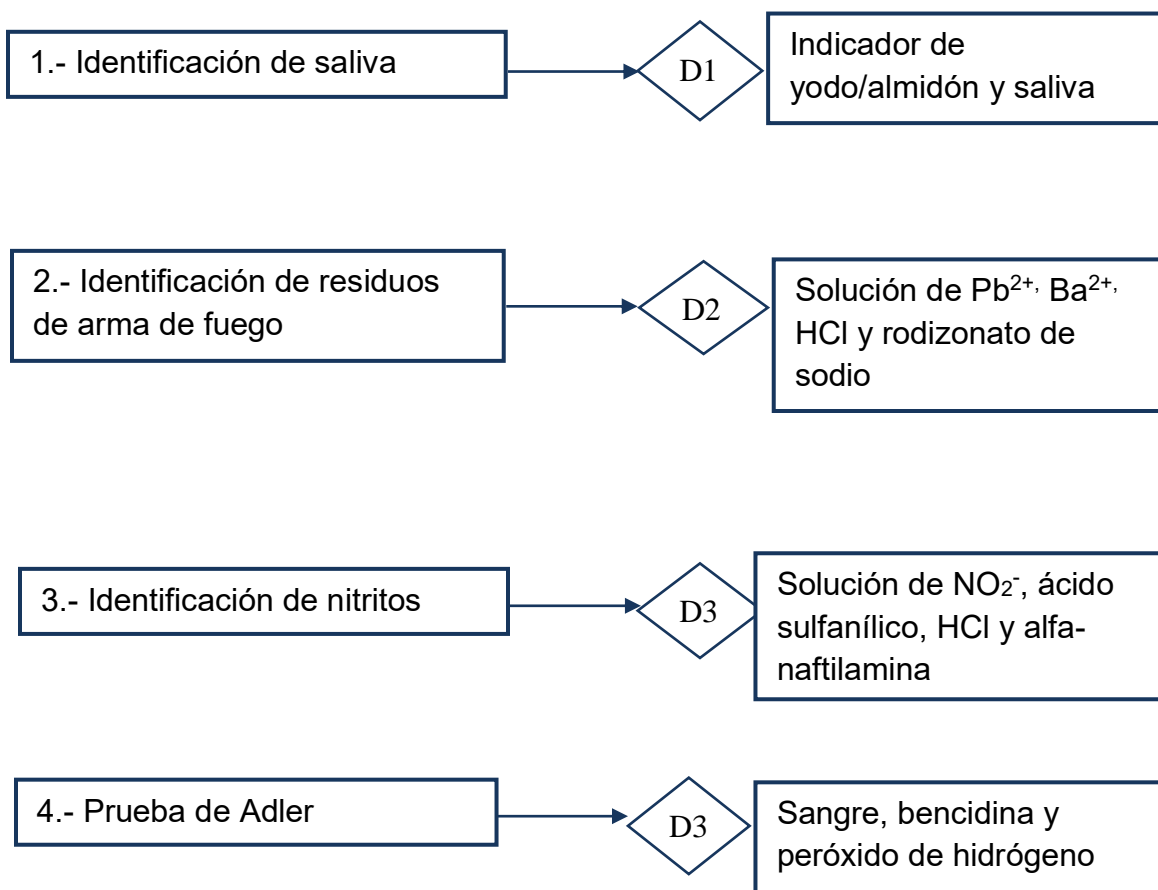 1.- Identificación de saliva
D1
Indicador de
yodo/almidón y saliva
2.- Identificación de residuos
de arma de fuego
D2
Solución de Pb²⁺, Ba²⁺,
HCl y rodizonato de
sodio
3.- Identificación de nitritos
D3
Solución de NO₂⁻, ácido
sulfanílico, HCl y alfa-
naftilamina
4.- Prueba de Adler
D3
Sangre, bencidina y
peróxido de hidrógeno